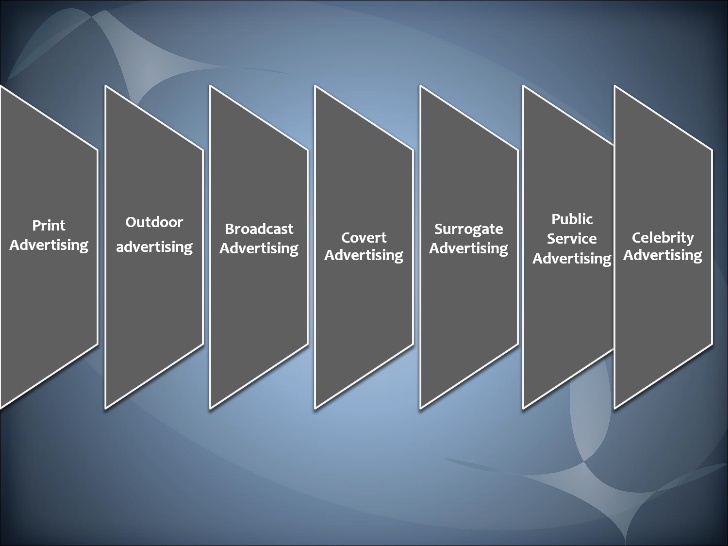 Print
Advertising
Outdoor
advertising
Broadcast
Advertising
Covert
Advertising
Surrogate
Advertising
Public
Service
Advertising
Celebrity
Advertising